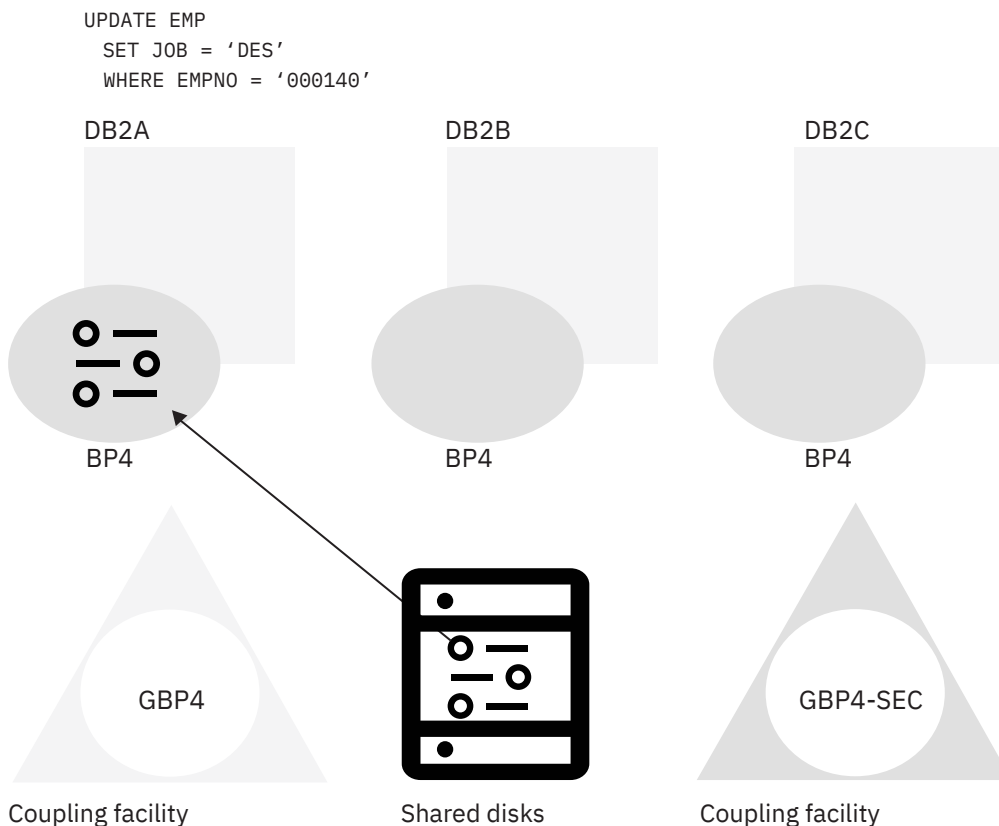 UPDATE EMP
SET JOB = ‘DES’
WHERE EMPNO = ‘000140’
DB2A
DB2B
DB2C
BP4
BP4
BP4
GBP4
GBP4-SEC
Coupling facility
Shared disks
Coupling facility